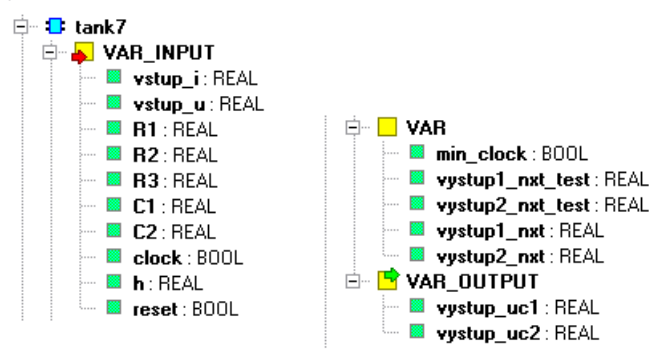 tank7
VAR_INPUT
vstup_i : REAL
vstup_u : REAL
R1 : REAL
R2 : REAL
R3 : REAL
C1 : REAL
C2 : REAL
clock : BOOL
h : REAL
reset : BOOL
VAR
min_clock : BOOL
vystup1_nxt_test : REAL
vystup2_nxt_test : REAL
vystup1_nxt : REAL
vystup2_nxt : REAL
VAR_OUTPUT
vystup_uc1 : REAL
vystup_uc2 : REAL